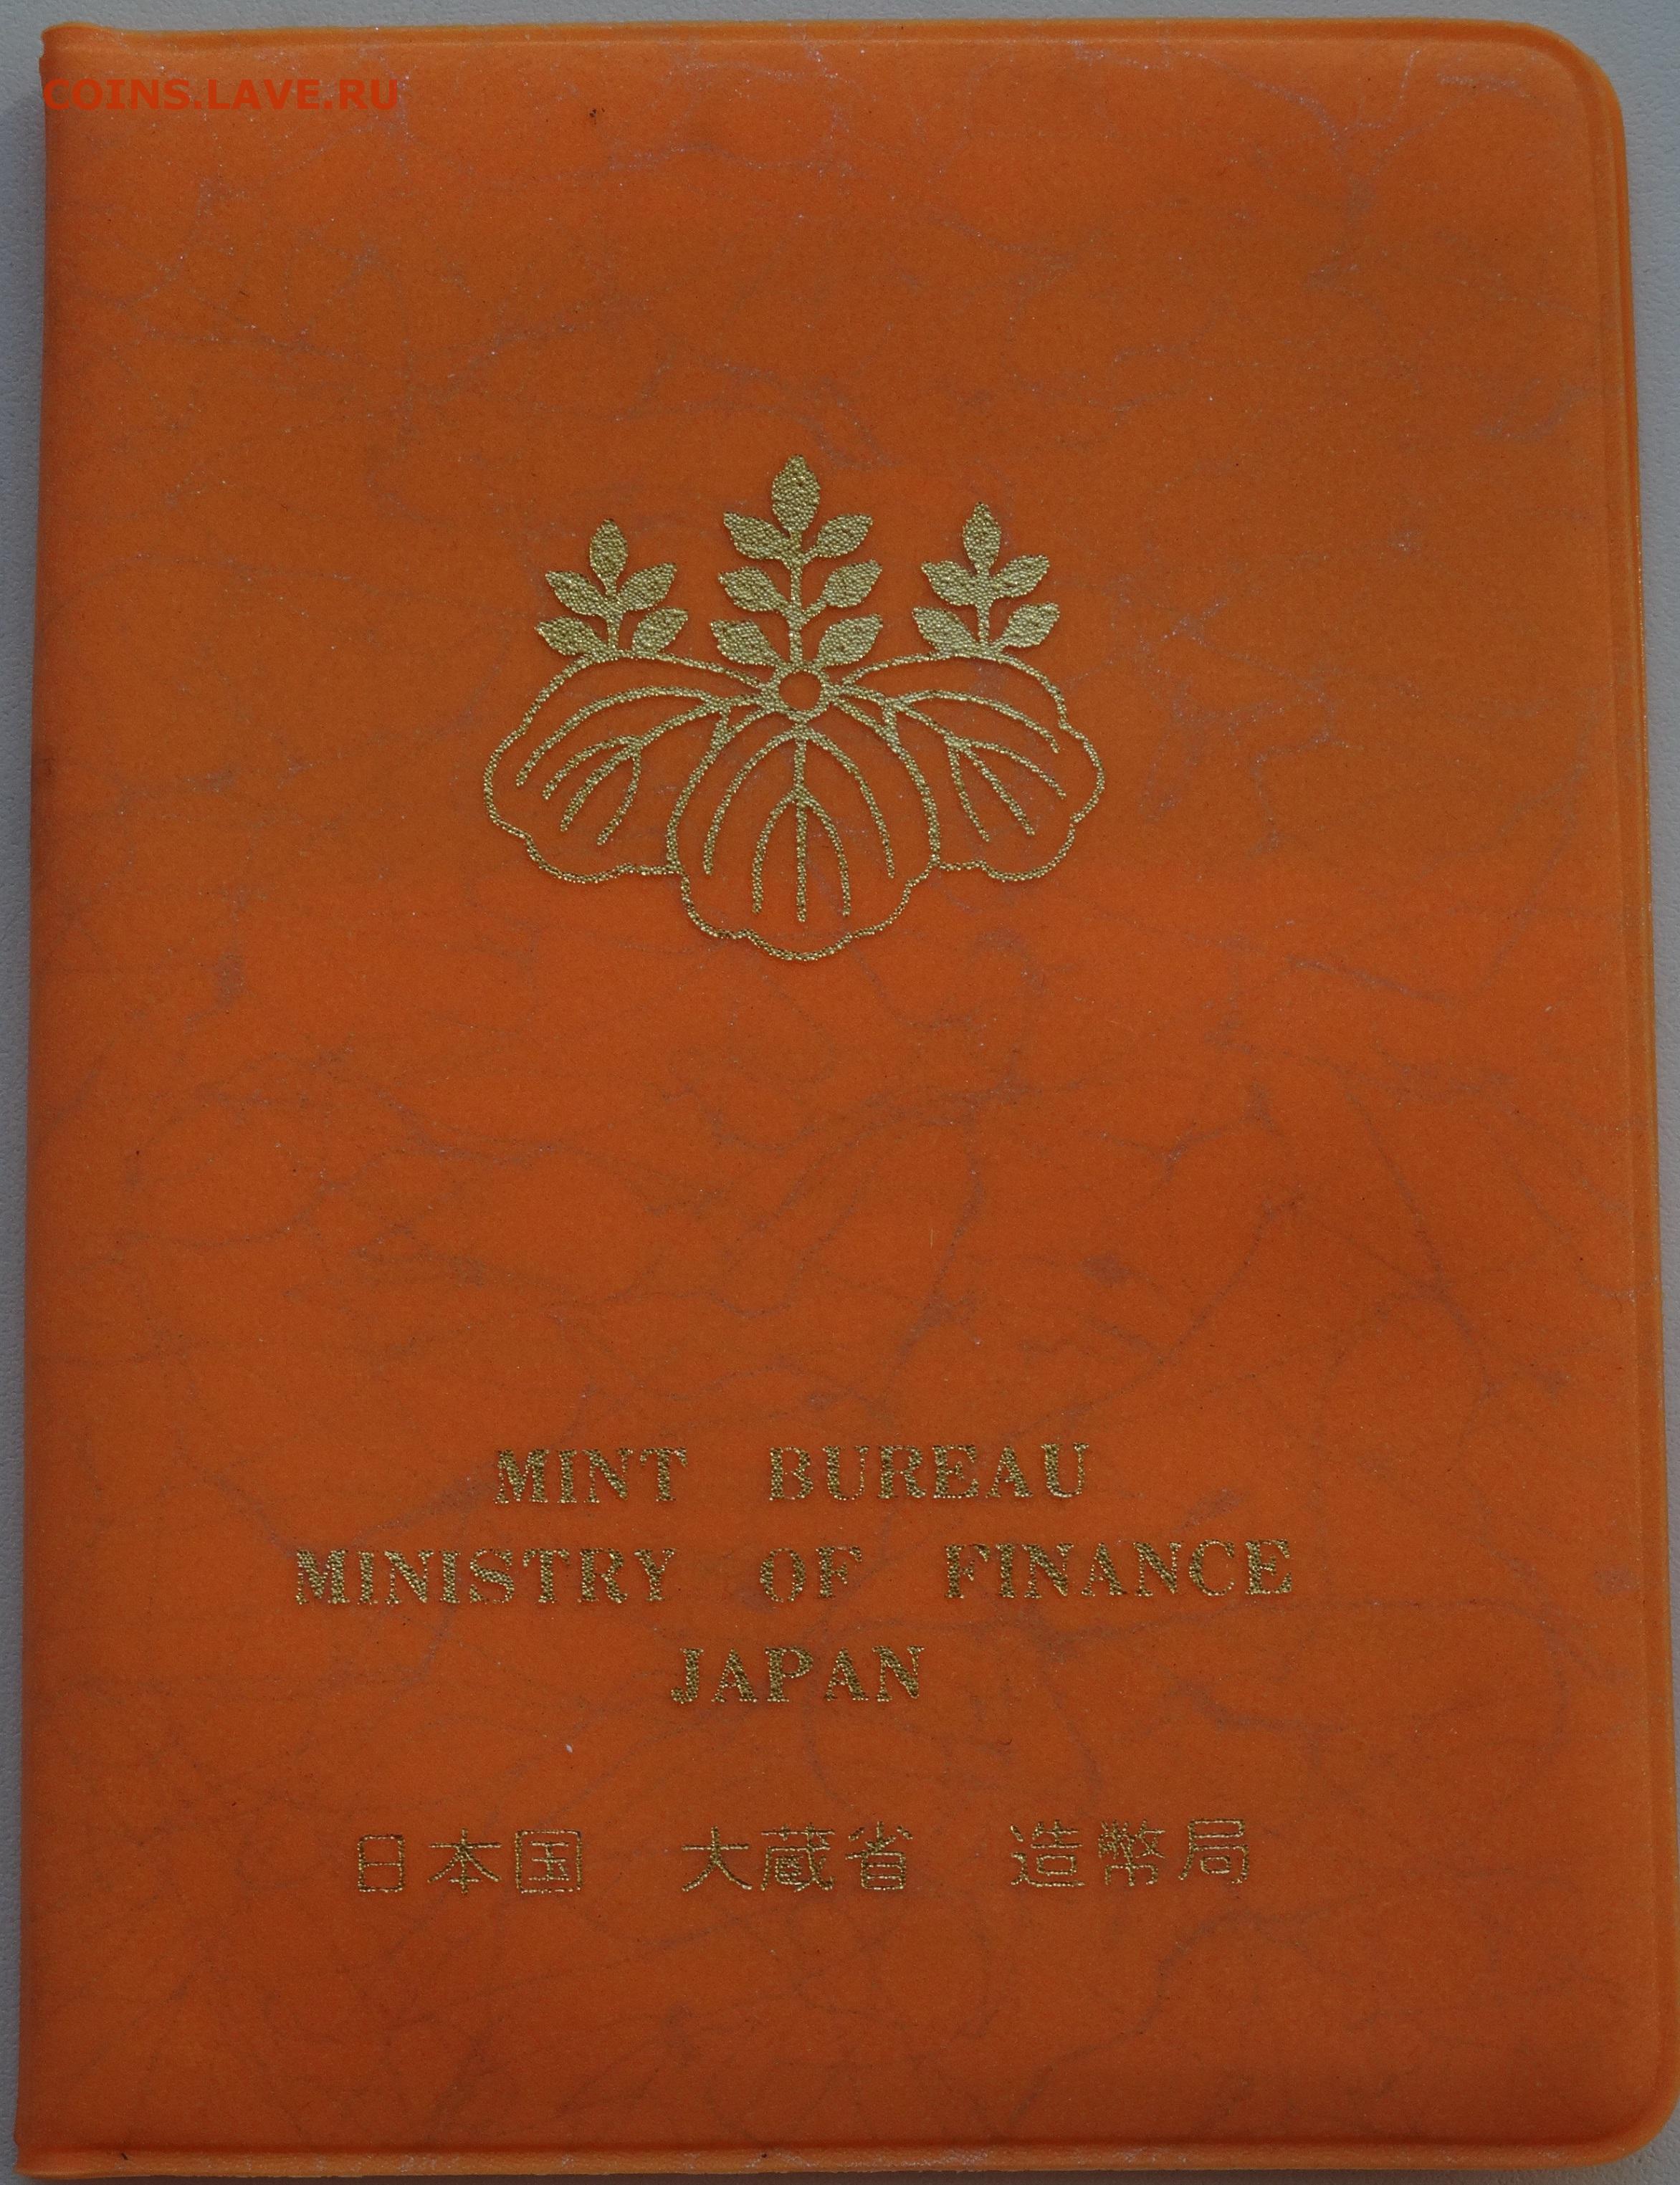 COINS.LAVE.RU
MINT BUREAU
MINISTRY OF FINANCE
JAPAN
日本国 大蔵省 造幣局